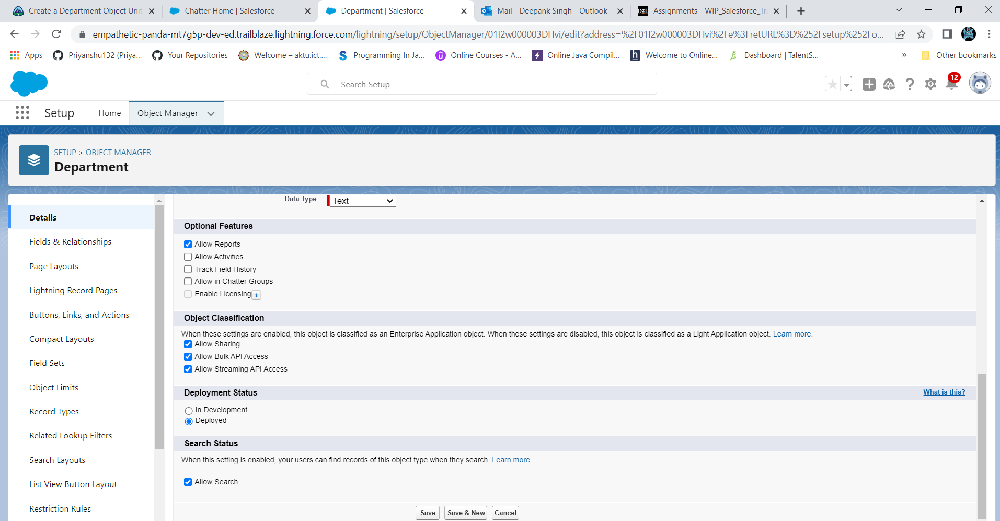 Create a Department Object Unit
Chatter Home | Salesforce
Department | Salesforce
Mail - Deepank Singh - Outlook
D2L Assignments - WIP_Salesforce_Tra
empathetic-panda-mt7g5p-dev-ed.trailblaze.lightning.force.com/lightning/setup/ObjectManager/01I2w000003DHvi/edit?address=%2F01I2w000003DHvi%2Fe%3FretURL%3D%252Fsetup%252Fo...
Apps
Priyanshu132 (Priya...
Your Repositories
Welcome – aktu.ict....
Programming In Ja...
Online Courses - A...
Online Java Compil...
Welcome to Online...
Dashboard | TalentS...
»
Other bookmarks
Search Setup
12
Setup
Home
Object Manager
SETUP > OBJECT MANAGER
Department
Details
Fields & Relationships
Page Layouts
Lightning Record Pages
Buttons, Links, and Actions
Compact Layouts
Field Sets
Object Limits
Record Types
Related Lookup Filters
Search Layouts
List View Button Layout
Restriction Rules
Data Type Text
Optional Features
Allow Reports
Allow Activities
Track Field History
Allow in Chatter Groups
Enable Licensing i
Object Classification
When these settings are enabled, this object is classified as an Enterprise Application object. When these settings are disabled, this object is classified as a Light Application object. Learn more.
Allow Sharing
Allow Bulk API Access
Allow Streaming API Access
Deployment Status What is this?
In Development
Deployed
Search Status
When this setting is enabled, your users can find records of this object type when they search. Learn more.
Allow Search
Save Save & New Cancel